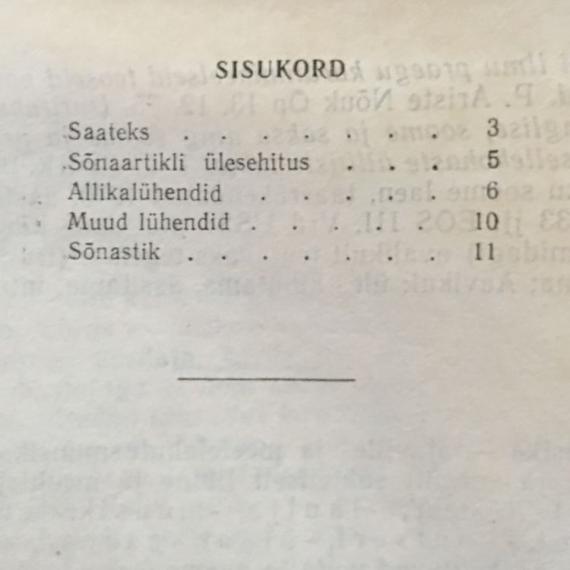 SISUKORD
Saateks . . . . . 3
Sõnaartikli ülesehitus . . . 5
Allikalühendid . . . . . 6
Muud lühendid . . . . . 10
Sõnastik . . . . . 11